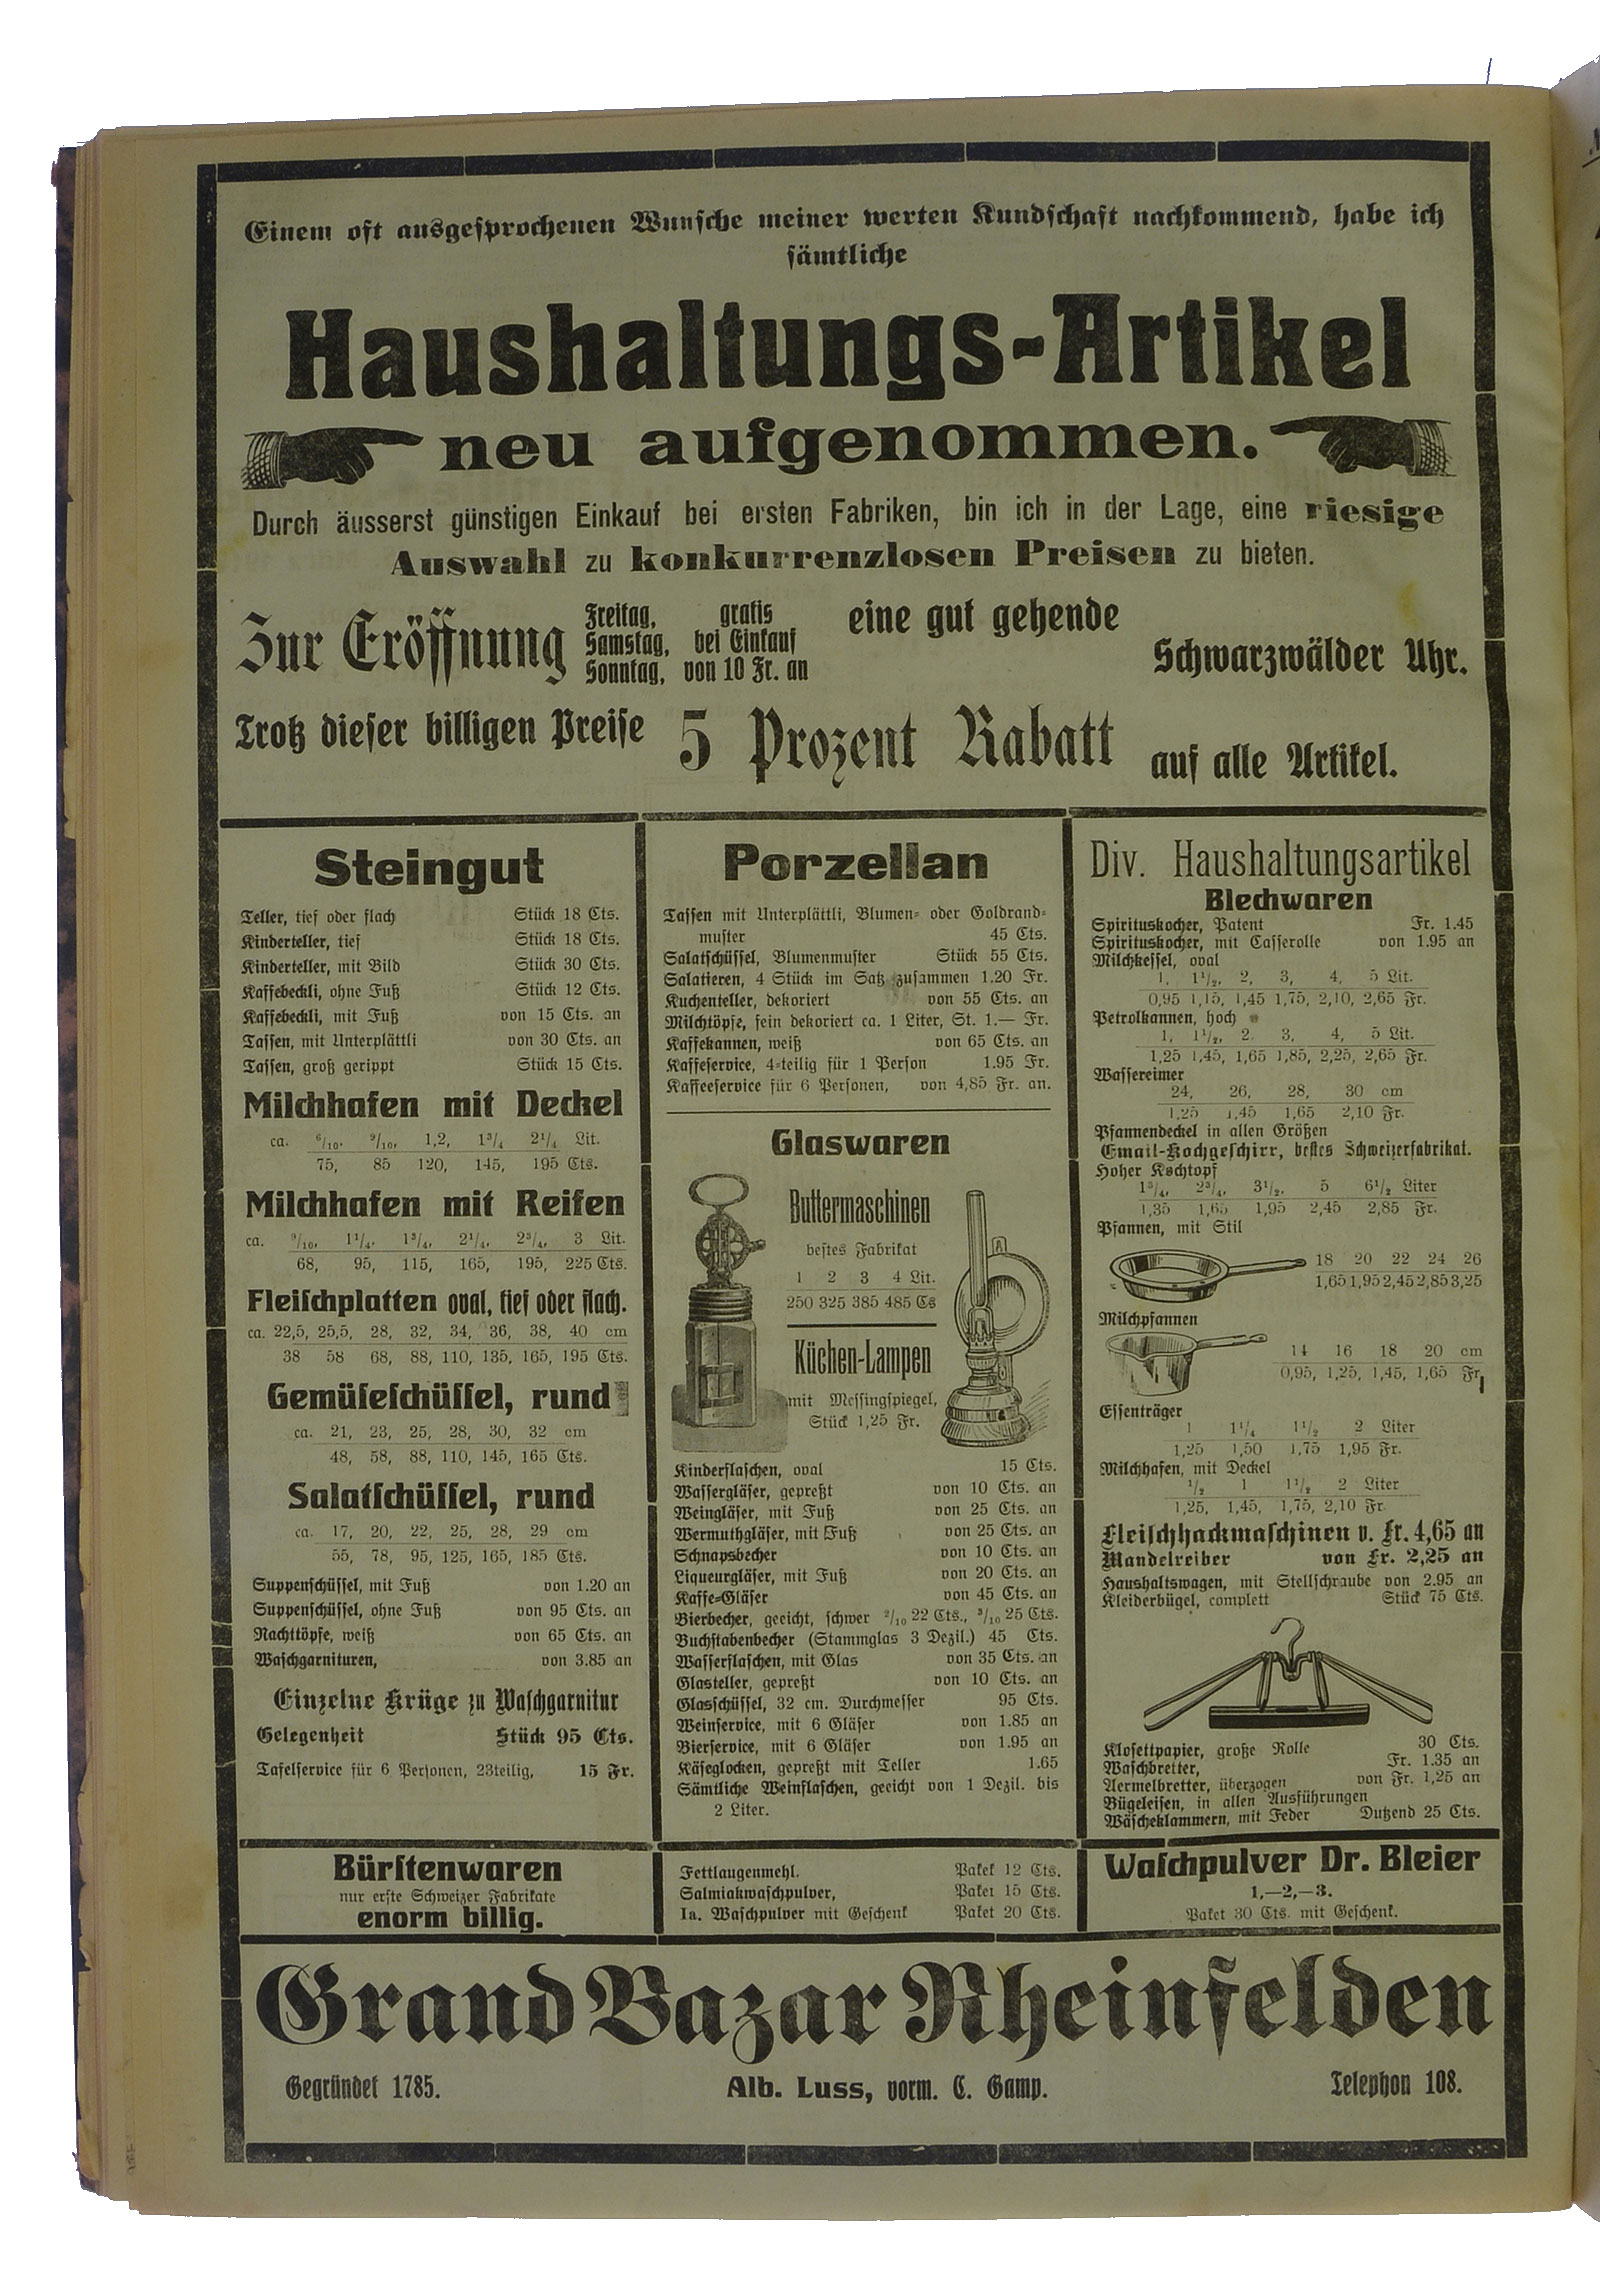 Einem oft ausgesprochenen Wunsche meiner werten Kundschaft nachkommend, habe ich
sämtliche
Haushaltungs-Artikel
neu aufgenommen.
Durch äusserst günstigen Einkauf bei ersten Fabriken, bin ich in der Lage, eine riesige
Auswahl zu konkurrenzlosen Preisen zu bieten.
Zur Eröffnung Freitag, Samstag, Sonntag, gratis bei Einkauf von 10 Fr. an eine gut gehende Schwarzwälder Uhr.
Trotz dieser billigen Preise 5 Prozent Rabatt auf alle Artikel.
Steingut
Teller, tief oder flach Stück 18 Cts.
Kinderteller, tief Stück 18 Cts.
Kinderteller, mit Bild Stück 30 Cts.
Kaffebeckli, ohne Fuß Stück 12 Cts.
Kaffebeckli, mit Fuß von 15 Cts. an
Tassen, mit Unterplättli von 30 Cts. an
Tassen, groß gerippt Stück 15 Cts.
Milchhafen mit Deckel
ca. 6/10, 9/10, 1,2, 1 3/4 2 1/4 Lit.
75, 85 120, 145, 195 Cts.
Milchhafen mit Reifen
ca. 9/10, 1 1/4, 1 3/4, 2 1/4, 2 3/4, 3 Lit.
68, 95, 115, 165, 195, 225 Cts.
Fleischplatten oval, tief oder flach.
ca. 22,5, 25,5, 28, 32, 34, 36, 38, 40 cm
38 58 68, 88, 110, 135, 165, 195 Cts.
Gemüseschüssel, rund
ca. 21, 23, 25, 28, 30, 32 cm
48, 58, 88, 110, 145, 165 Cts.
Salatschüssel, rund
ca. 17, 20, 22, 25, 28, 29 cm
55, 78, 95, 125, 165, 185 Cts.
Suppenschüssel, mit Fuß von 1.20 an
Suppenschüssel, ohne Fuß von 95 Cts. an
Nachttöpfe, weiß von 65 Cts. an
Waschgarnituren, von 3.85 an
Einzelne Krüge zu Waschgarnitur
Gelegenheit Stück 95 Cts.
Tafelservice für 6 Personen, 23teilig, 15 Fr.
Porzellan
Tassen mit Unterplättli, Blumen- oder Goldrand-
muster 45 Cts.
Salatschüssel, Blumenmuster Stück 55 Cts.
Salatieren, 4 Stück im Satz zusammen 1.20 Fr.
Kuchenteller, dekoriert von 55 Cts. an
Milchtöpfe, fein dekoriert ca. 1 Liter, St. 1.— Fr.
Kaffekannen, weiß von 65 Cts. an
Kaffeservice, 4-teilig für 1 Person 1.95 Fr.
Kaffeeservice für 6 Personen, von 4,85 Fr. an.
Glaswaren
Buttermaschinen
bestes Fabrikat
1 2 3 4 Lit.
250 325 385 485 Cs
Küchen-Lampen
mit Messingspiegel,
Stück 1,25 Fr.
Kinderflaschen, oval 15 Cts.
Wassergläser, gepreßt von 10 Cts. an
Weingläser, mit Fuß von 25 Cts. an
Wermuthgläser, mit Fuß von 25 Cts. an
Schnapsbecher von 10 Cts. an
Liqueurgläser, mit Fuß von 20 Cts. an
Kaffe-Gläser von 45 Cts. an
Bierbecher, geeicht, schwer 2/10 22 Cts., 3/10 25 Cts.
Buchstabenbecher (Stammglas 3 Dezil.) 45 Cts.
Wasserflaschen, mit Glas von 35 Cts. an
Glasteller, gepreßt von 10 Cts. an
Glasschüssel, 32 cm. Durchmesser 95 Cts.
Weinservice, mit 6 Gläser von 1.85 an
Bierservice, mit 6 Gläser von 1.95 an
Käseglocken, gepreßt mit Teller 1.65
Sämtliche Weinflaschen, geeicht von 1 Dezil. bis
2 Liter.
Div. Haushaltungsartikel
Blechwaren
Spirituskocher, Patent Fr. 1.45
Spirituskocher, mit Casserolle von 1.95 an
Milchkessel, oval
1, 1 1/2, 2, 3, 4, 5 Lit.
0,95 1,15, 1,45 1,75, 2,10, 2,65 Fr.
Petrolkannen, hoch
1, 1 1/2, 2. 3, 4, 5 Lit.
1,25 1,45, 1,65 1,85, 2,25, 2,65 Fr.
Wassereimer
24, 26, 28, 30 cm
1,25 1,45 1,65 2,10 Fr.
Pfannendeckel in allen Größen
Email-Kochgeschirr, bestes Schweizerfabrikat.
Hoher Kochtopf
1 3/4, 2 3/4, 3 1/2, 5 6 1/2 Liter
1,35 1,65 1,95 2,45 2,85 Fr.
Pfannen, mit Stil
18 20 22 24 26
1,65 1,95 2,45 2,85 3,25
Milchpfannen
14 16 18 20 cm
0,95, 1,25, 1,45, 1,65 Fr.
Essenträger
1 1 1/4 1 1/2 2 Liter
1,25 1,50 1,75 1,95 Fr.
Milchhafen, mit Deckel
1/2 1 1 1/2 2 Liter
1,25, 1,45, 1,75, 2,10 Fr.
Fleischhackmaschinen v. Fr. 4,65 an
Mandelreiber von Fr. 2,25 an
Haushaltswagen, mit Stellschraube von 2.95 an
Kleiderbügel, complett Stück 75 Cts.
Klosettpapier, große Rolle 30 Cts.
Waschbretter, Fr. 1.35 an
Aermelbretter, überzogen von Fr. 1,25 an
Bügeleisen, in allen Ausführungen
Wäscheklammern, mit Feder Dutzend 25 Cts.
Bürstenwaren
nur erste Schweizer Fabrikate
enorm billig.
Fettlaugenmehl. Paket 12 Cts.
Salmiakwaschpulver, Paket 15 Cts.
Ia. Waschpulver mit Geschenk Paket 20 Cts.
Waschpulver Dr. Bleier
1,—2,—3.
Paket 30 Cts. mit Geschenk.
Grand Bazar Rheinfelden
Gegründet 1785. Alb. Luss, vorm. C. Gamp. Telephon 108.